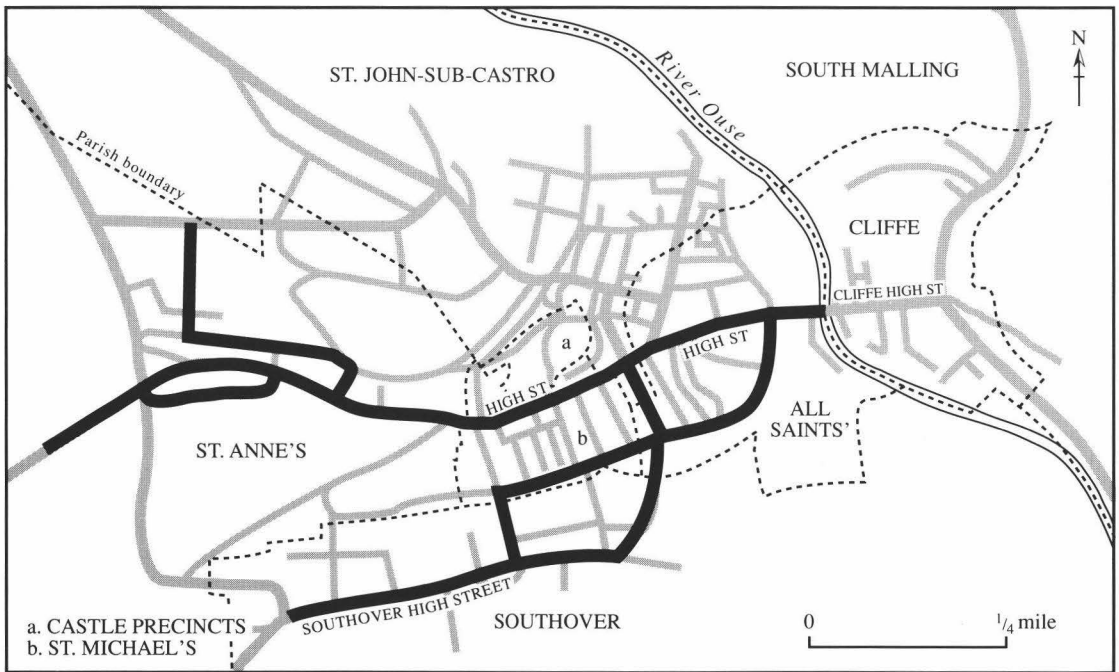 ST. JOHN-SUB-CASTRO
SOUTH MALLING
N
River Ouse
Parish boundary
CLIFFE
CLIFFE HIGH ST
a
HIGH ST
HIGH ST
b
ALL
SAINTS'
ST. ANNE'S
SOUTHOVER HIGH STREET
SOUTHOVER
0 1/4 mile
a. CASTLE PRECINCTS
b. ST. MICHAEL'S